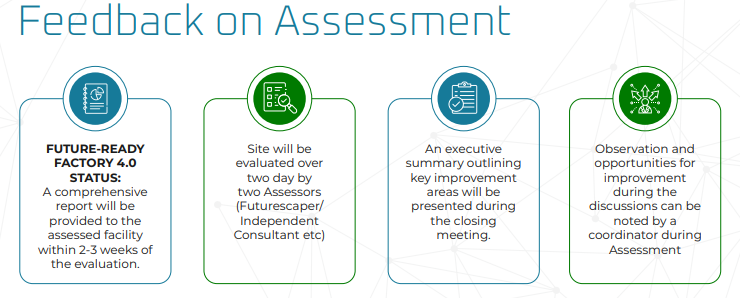 Feedback on Assessment
FUTURE-READY
FACTORY 4.0
STATUS:
A comprehensive
report will be
provided to the
assessed facility
within 2-3 weeks of
the evaluation.
Site will be
evaluated over
two day by
two Assessors
(Futurescaper/
Independent
Consultant etc)
An executive
summary outlining
key improvement
areas will be
presented during
the closing
meeting.
Observation and
opportunities for
improvement
during the
discussions can be
noted by a
coordinator during
Assessment